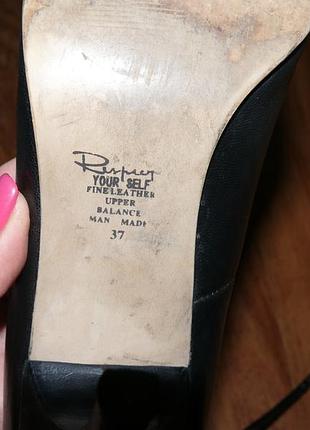 Respect
YOUR SELF
FINE LEATHER
UPPER
BALANCE
MAN MADE
37